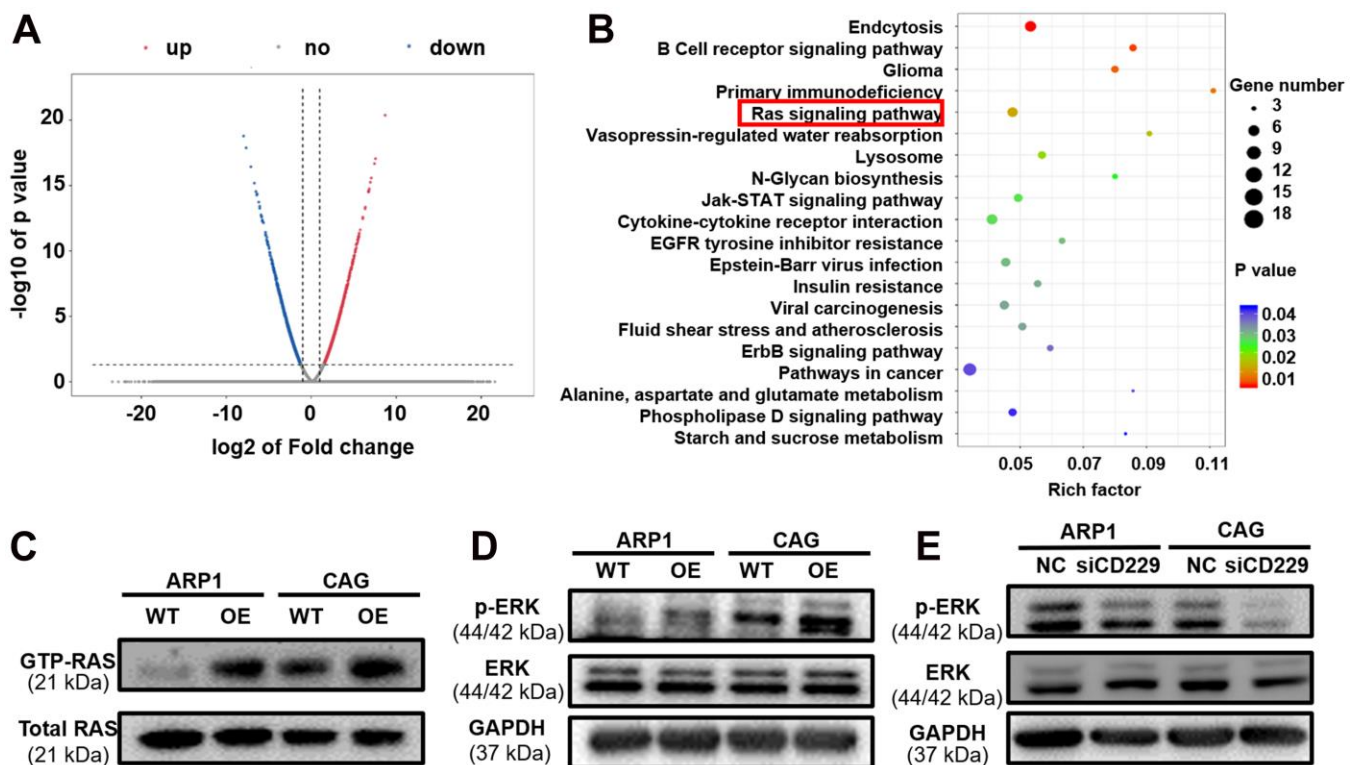 A
up no down
-log10 of p value
20
15
10
5
0
-20 -10 0 10 20
log2 of Fold change
B
Endcytosis
B Cell receptor signaling pathway
Glioma
Primary immunodeficiency
Ras signaling pathway
Vasopressin-regulated water reabsorption
Lysosome
N-Glycan biosynthesis
Jak-STAT signaling pathway
Cytokine-cytokine receptor interaction
EGFR tyrosine inhibitor resistance
Epstein-Barr virus infection
Insulin resistance
Viral carcinogenesis
Fluid shear stress and atherosclerosis
ErbB signaling pathway
Pathways in cancer
Alanine, aspartate and glutamate metabolism
Phospholipase D signaling pathway
Starch and sucrose metabolism
0.05 0.07 0.09 0.11
Rich factor
Gene number
3
6
9
12
15
18
P value
0.04
0.03
0.02
0.01
C
ARP1 CAG
WT OE WT OE
GTP-RAS
(21 kDa)
Total RAS
(21 kDa)
D
ARP1 CAG
WT OE WT OE
p-ERK
(44/42 kDa)
ERK
(44/42 kDa)
GAPDH
(37 kDa)
E
ARP1 CAG
NC siCD229 NC siCD229
p-ERK
(44/42 kDa)
ERK
(44/42 kDa)
GAPDH
(37 kDa)